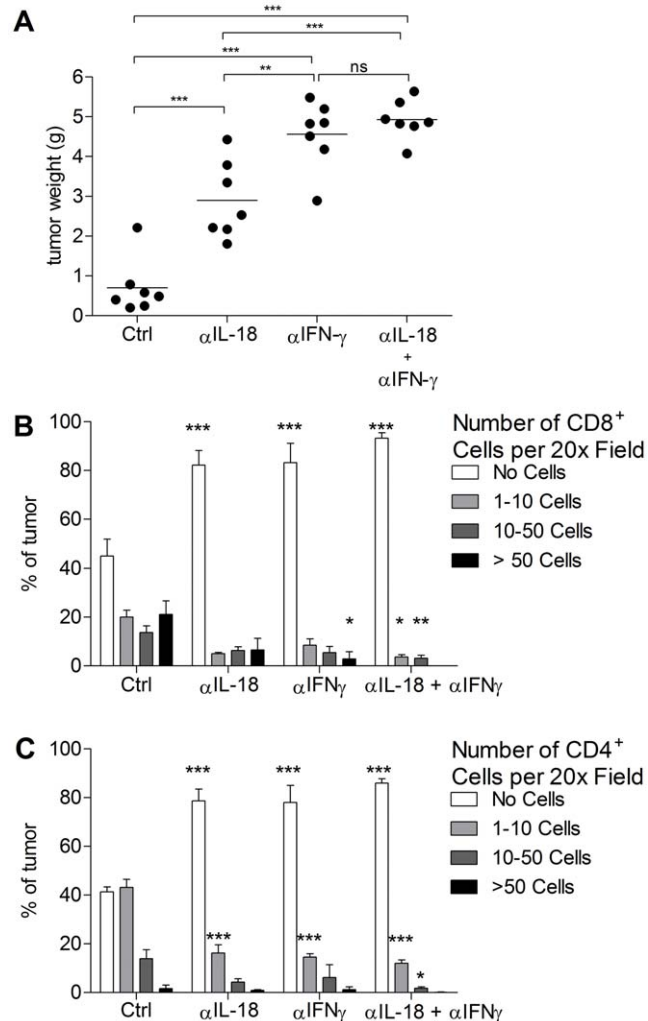 A
***
***
***
** ns
***
6
5
4
3
2
1
0
tumor weight (g)
Ctrl αIL-18 αIFN-γ αIL-18
+
αIFN-γ
B
100
80
60
40
20
0
% of tumor
*** *** ***
* * **
Ctrl αIL-18 αIFNγ αIL-18 + αIFNγ
Number of CD8+
Cells per 20x Field
No Cells
1-10 Cells
10-50 Cells
> 50 Cells
C
100
80
60
40
20
0
% of tumor
*** *** ***
*** *** ***
*
Ctrl αIL-18 αIFNγ αIL-18 + αIFNγ
Number of CD4+
Cells per 20x Field
No Cells
1-10 Cells
10-50 Cells
>50 Cells